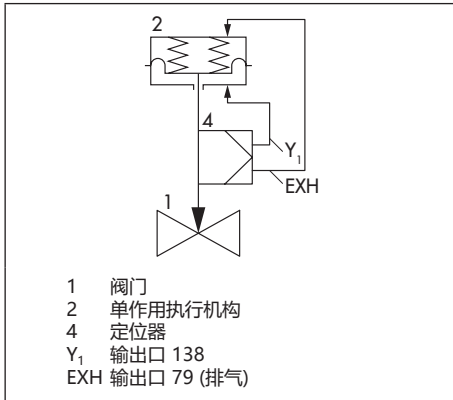 2
4
Y₁
EXH
1
1 阀门
2 单作用执行机构
4 定位器
Y₁ 输出口 138
EXH 输出口 79 (排气)